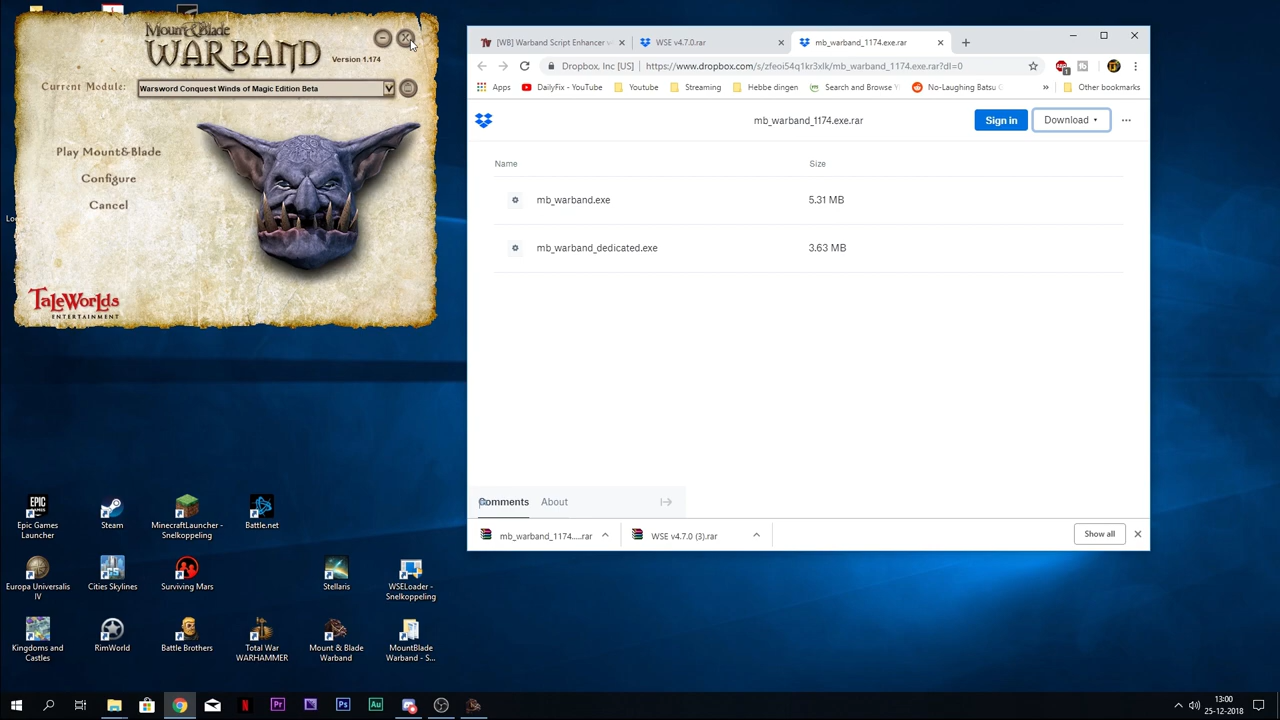 Mount&Blade
WARBAND
Version 1.174
Current Module:
Warsword Conquest Winds of Magic Edition Beta
Play Mount&Blade
Configure
Cancel
TaleWorlds
ENTERTAINMENT
[WB] Warband Script Enhancer v
WSE v4.7.0.rar
mb_warband_1174.exe.rar
Dropbox, Inc [US]
https://www.dropbox.com/s/zfeoi54q1kr3xlk/mb_warband_1174.exe.rar?dl=0
Apps
DailyFix - YouTube
Youtube
Streaming
Hebbe dingen
Search and Browse
No-Laughing Batsu
Other bookmarks
mb_warband_1174.exe.rar
Sign in
Download
Name
Size
mb_warband.exe
5.31 MB
mb_warband_dedicated.exe
3.63 MB
Comments
About
mb_warband_1174.....rar
WSE v4.7.0 (3).rar
Show all
EPIC
GAMES
Epic Games
Launcher
Steam
MinecraftLauncher -
Snelkoppeling
Battle.net
Europa Universalis
IV
Cities Skylines
Surviving Mars
Stellaris
WSELoader -
Snelkoppeling
Kingdoms and
Castles
RimWorld
Battle Brothers
Total War
WARHAMMER
Mount & Blade
Warband
MountBlade
Warband - S...
N
Pr
Ps
Au
13:00
25-12-2018